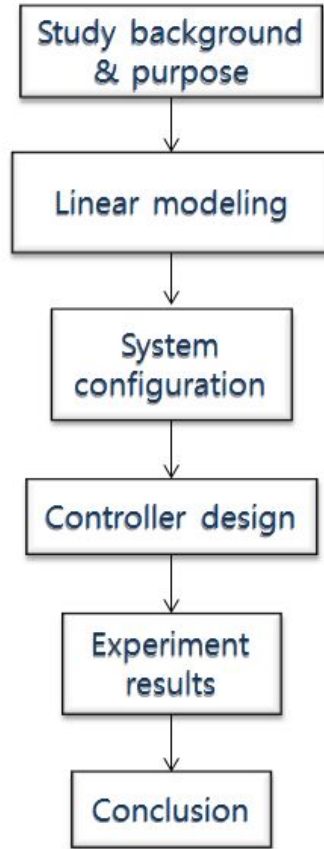 Study background
& purpose
Linear modeling
System
configuration
Controller design
Experiment
results
Conclusion